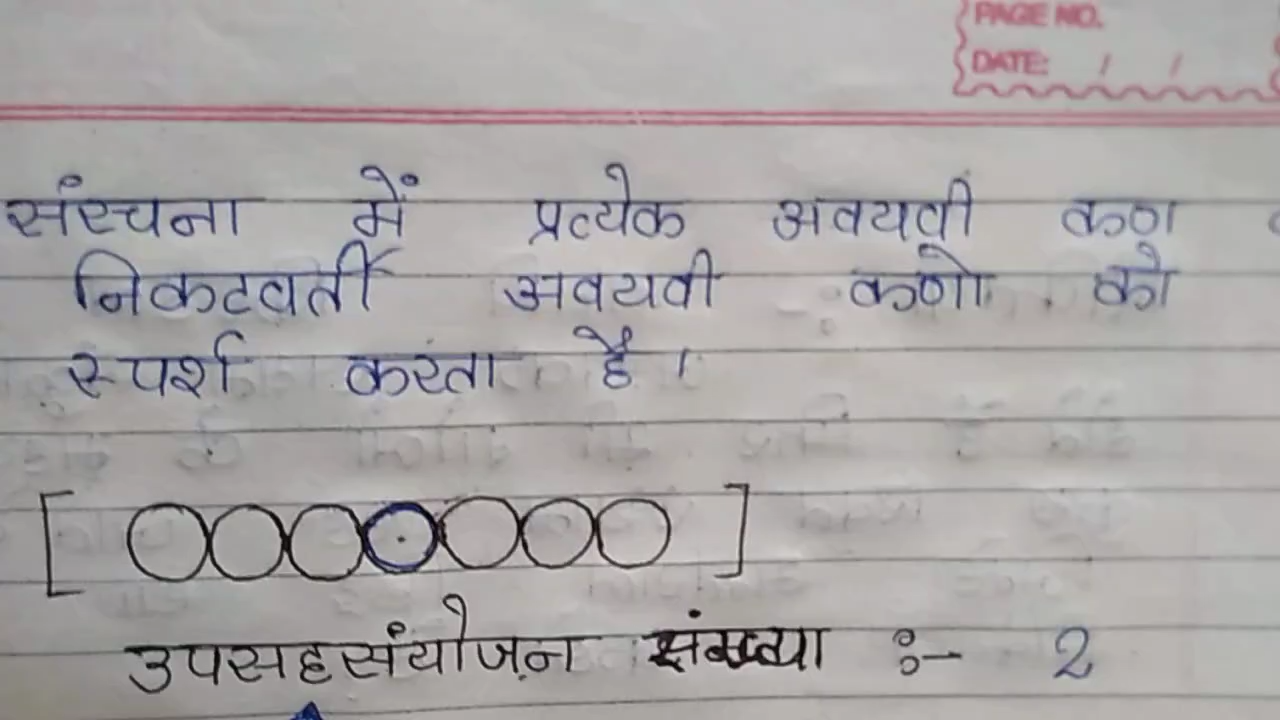 PAGE NO.
DATE: / /
संरचना में प्रत्येक अवयवी कण
निकटवर्ती अवयवी कणो को
स्पर्श करता है।
उपसहसंयोजन संख्या :- 2